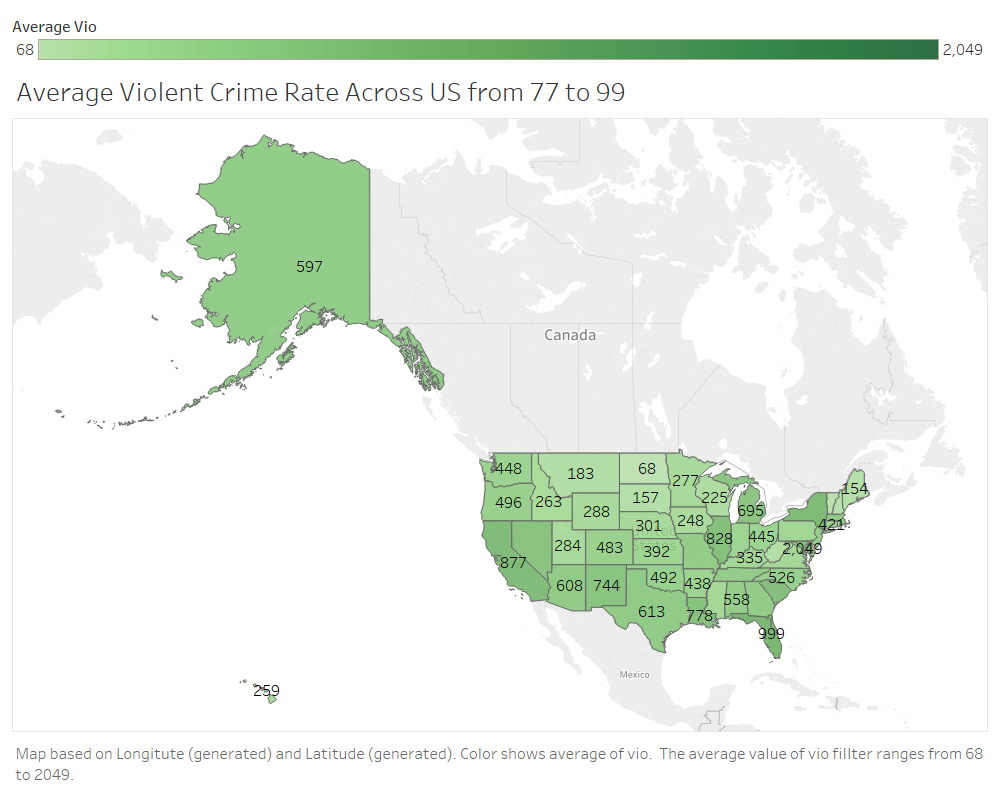 Average Vio
68 2,049
Average Violent Crime Rate Across US from 77 to 99
597
Canada
448 183 68 277 154
496 263 157 225 695
288 301 248 421
877 284 483 392 828 445 2,049
335
608 744 492 438 526
613 778 558
999
Mexico
259
Map based on Longitute (generated) and Latitude (generated). Color shows average of vio.  The average value of vio fillter ranges from 68
to 2049.